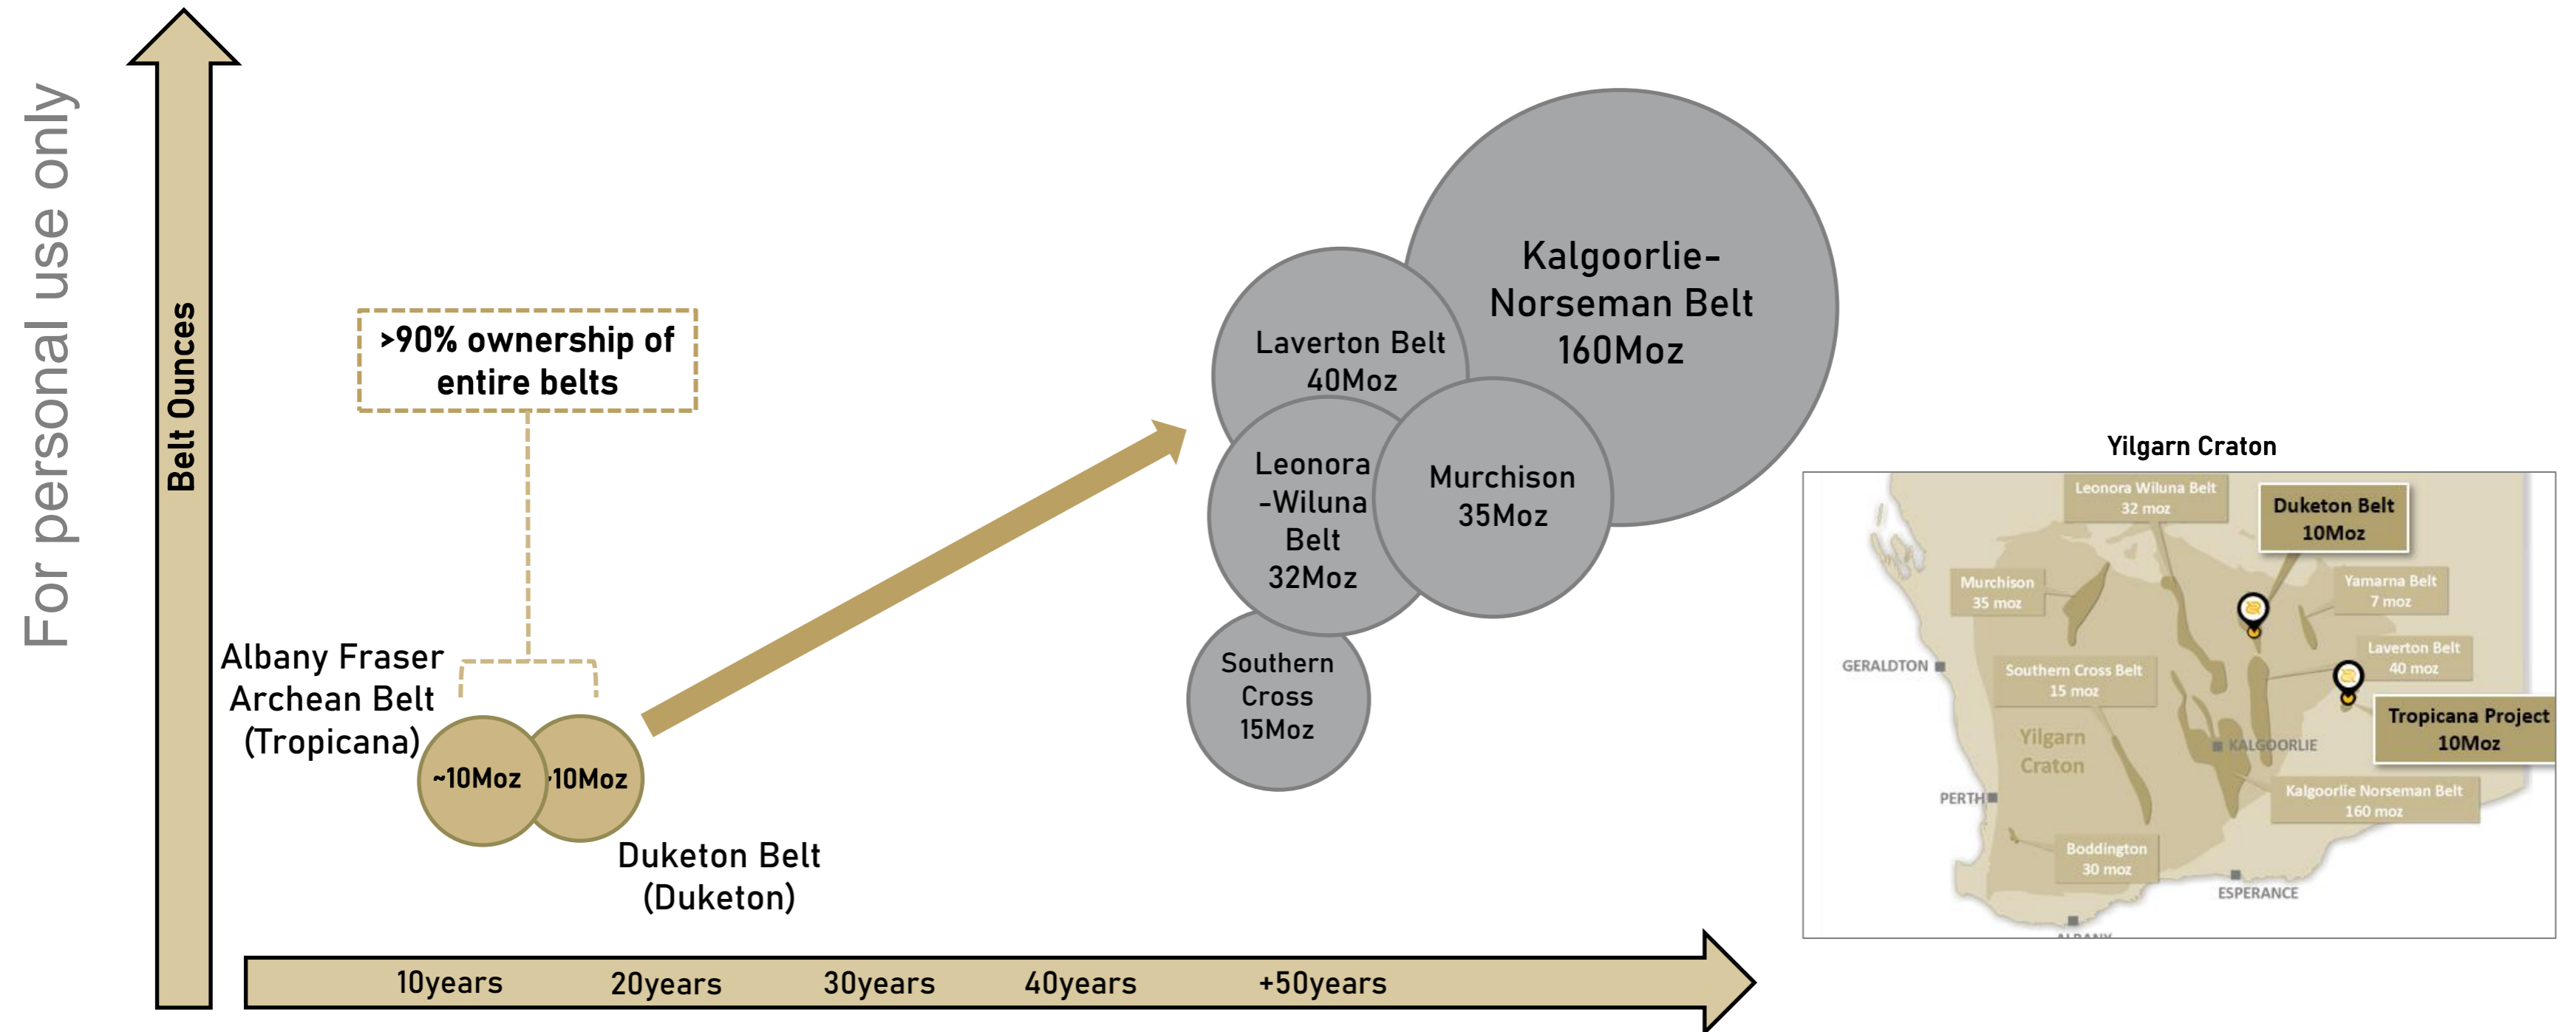 For personal use only
Belt Ounces
>90% ownership of
entire belts
Albany Fraser
Archean Belt
(Tropicana)
~10Moz
10Moz
Duketon Belt
(Duketon)
Kalgoorlie-
Norseman Belt
160Moz
Laverton Belt
40Moz
Leonora
-Wiluna
Belt
32Moz
Murchison
35Moz
Southern
Cross
15Moz
10years
20years
30years
40years
+50years
Yilgarn Craton
Leonora Wiluna Belt
32 moz
Duketon Belt
10Moz
Murchison
35 moz
Yamarna Belt
7 moz
GERALDTON
Southern Cross Belt
15 moz
Laverton Belt
40 moz
Tropicana Project
10Moz
Yilgarn
Craton
KALGOORLIE
PERTH
Kalgoorlie Norseman Belt
160 moz
Boddington
30 moz
ESPERANCE